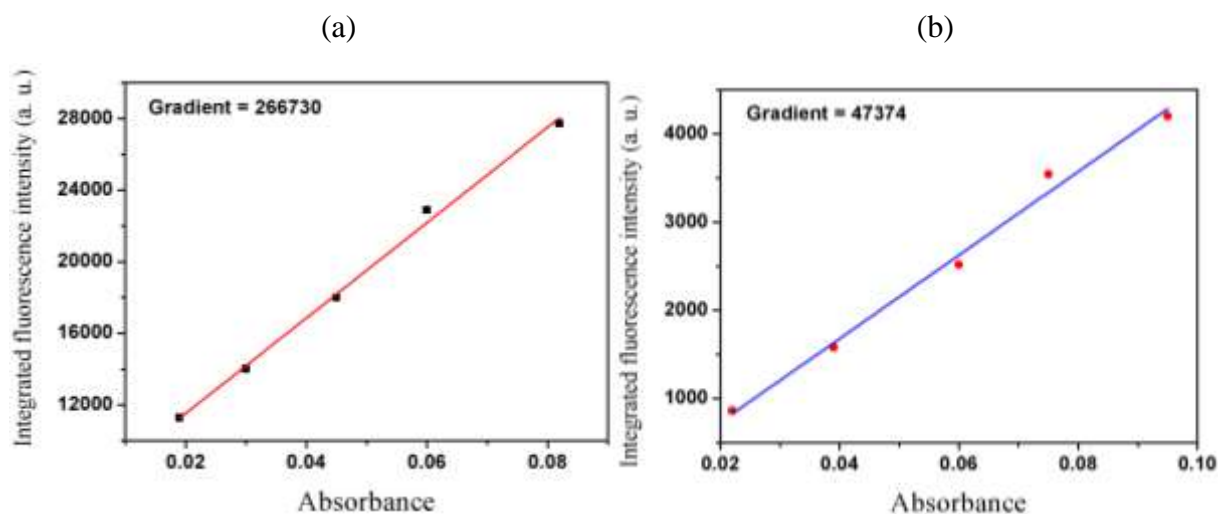 (a)
(b)
Gradient = 266730
Integrated fluorescence intensity (a. u.)
28000
24000
20000
16000
12000
0.02 0.04 0.06 0.08
Absorbance
Gradient = 47374
Integrated fluorescence intensity (a. u.)
4000
3000
2000
1000
0.02 0.04 0.06 0.08 0.10
Absorbance